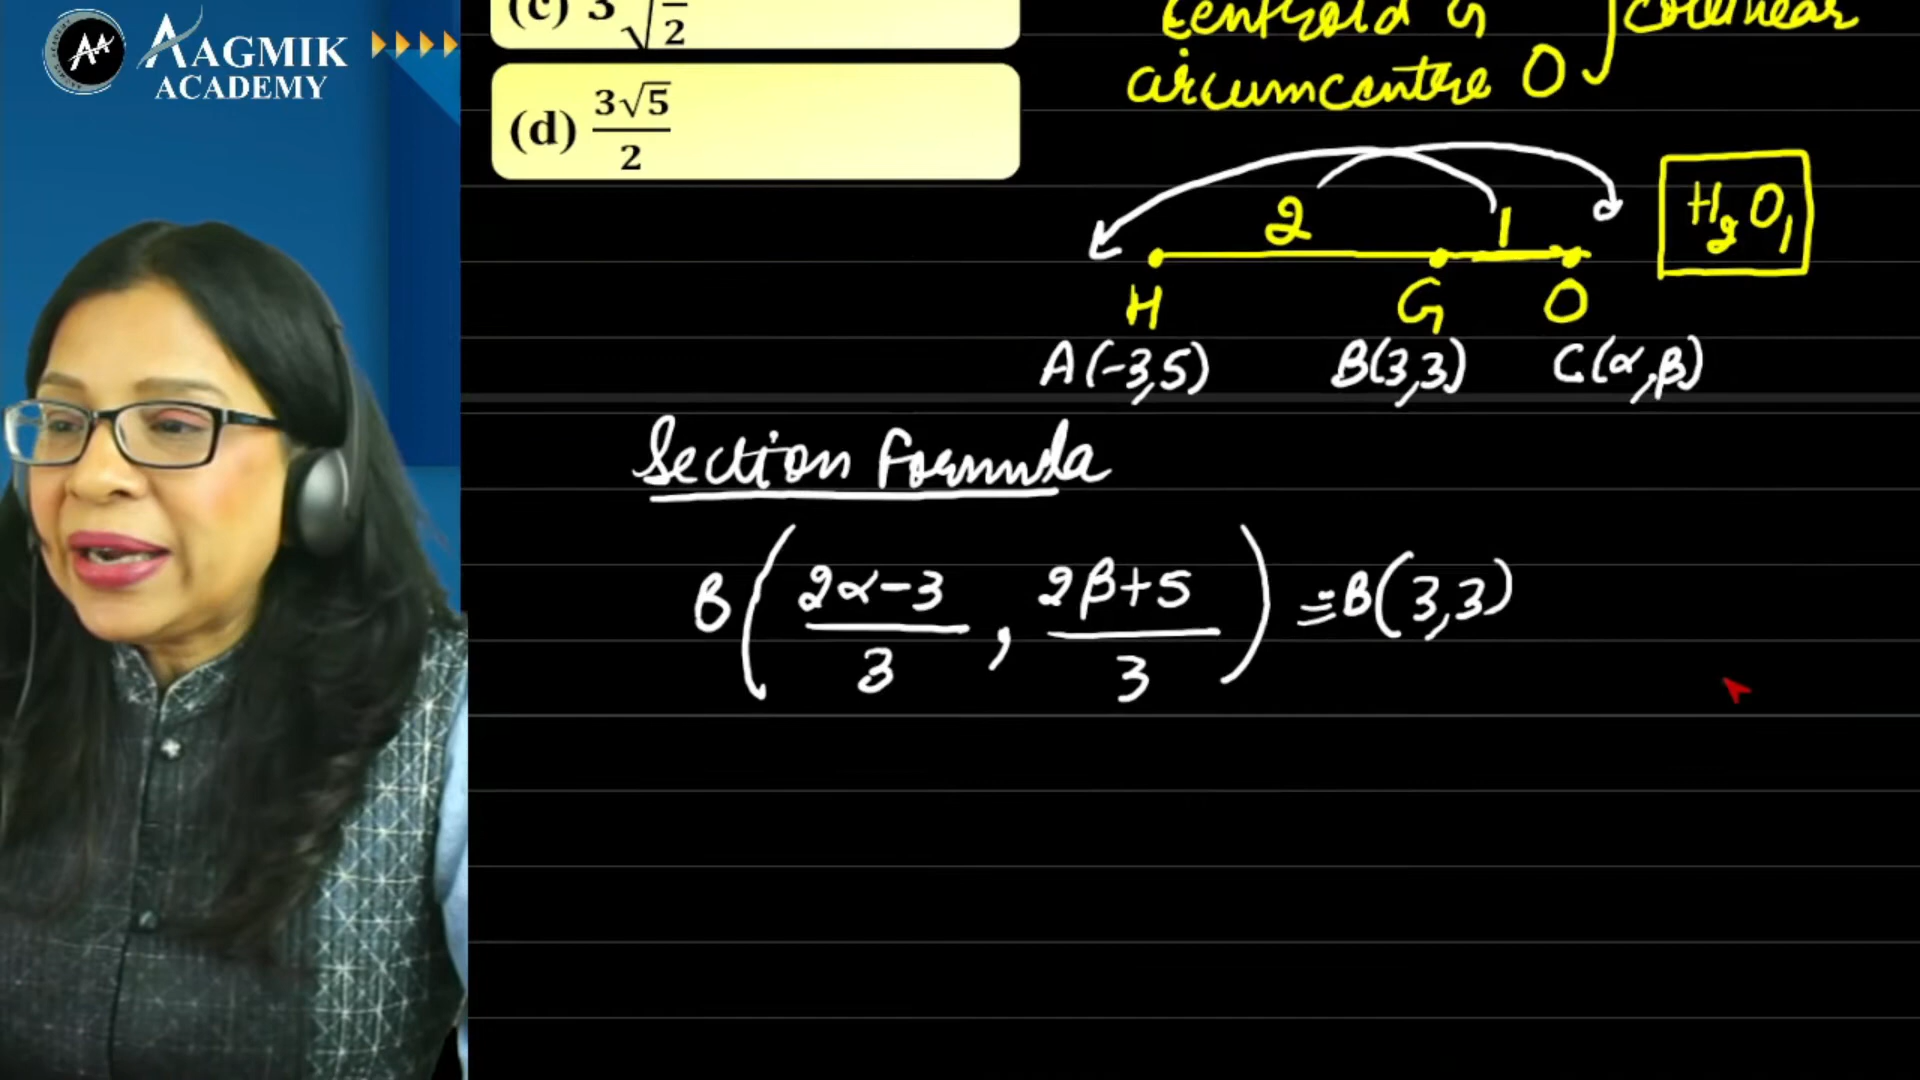 AAGMIK
ACADEMY
(c) 3√ /2
(d) 3√5/2
centroid G
circumcentre O } collinear
2 1
H₂O₁
H G O
A(-3,5) B(3,3) C(α,β)
Section Formula
B( (2α-3)/3 , (2β+5)/3 ) ≡ B(3,3)